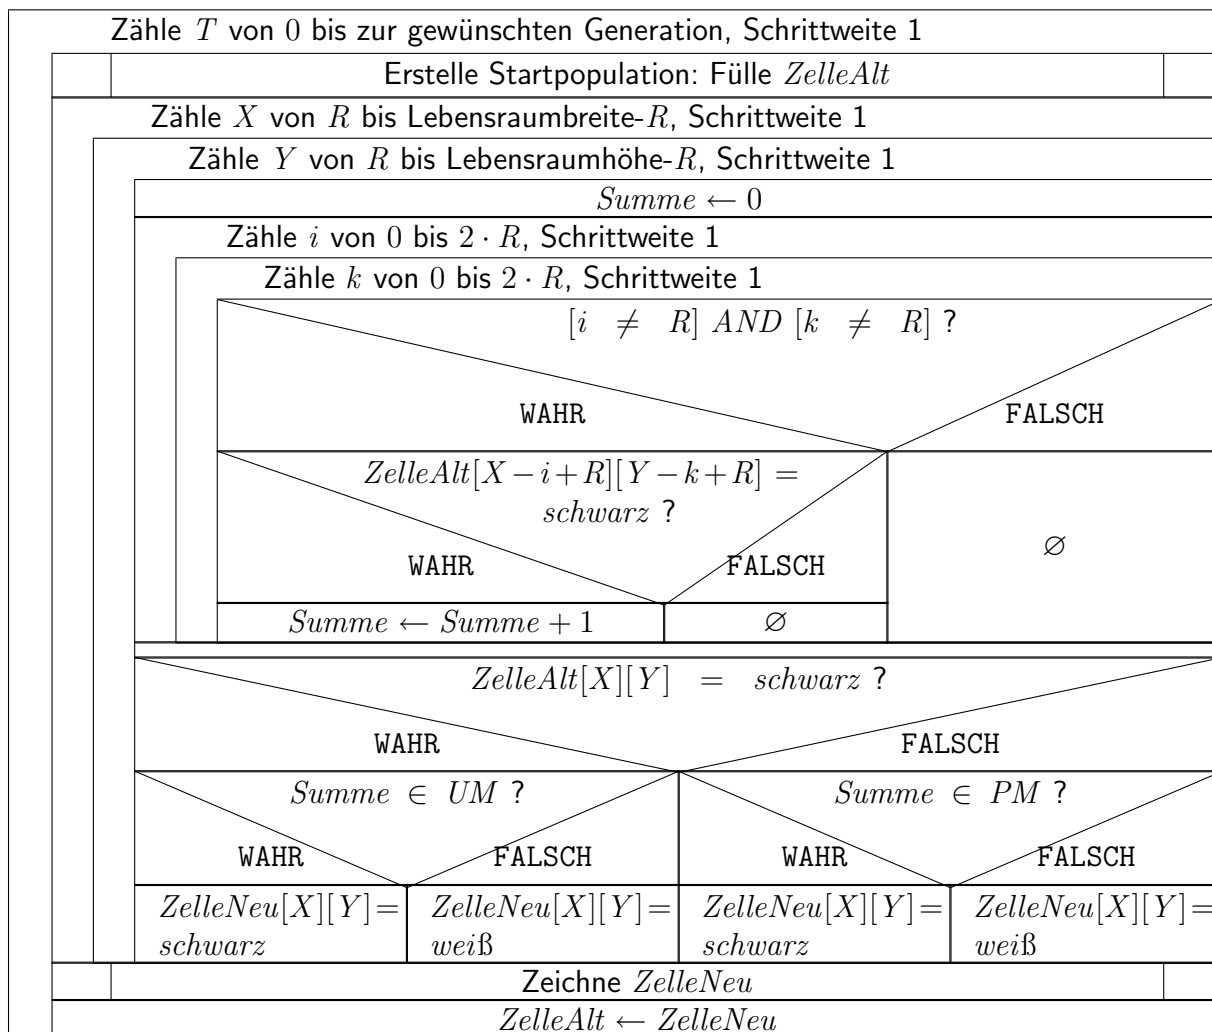 Zähle T von 0 bis zur gewünschten Generation, Schrittweite 1
Erstelle Startpopulation: Fülle ZelleAlt
Zähle X von R bis Lebensraumbreite-R, Schrittweite 1
Zähle Y von R bis Lebensraumhöhe-R, Schrittweite 1
Summe ← 0
Zähle i von 0 bis 2 · R, Schrittweite 1
Zähle k von 0 bis 2 · R, Schrittweite 1
[i ≠ R] AND [k ≠ R] ?
WAHR FALSCH
ZelleAlt[X − i + R][Y − k + R] =
schwarz ?
∅
WAHR FALSCH
Summe ← Summe + 1 ∅
ZelleAlt[X][Y] = schwarz ?
WAHR FALSCH
Summe ∈ UM ? Summe ∈ PM ?
WAHR FALSCH WAHR FALSCH
ZelleNeu[X][Y] = ZelleNeu[X][Y] = ZelleNeu[X][Y] = ZelleNeu[X][Y] =
schwarz weiß schwarz weiß
Zeichne ZelleNeu
ZelleAlt ← ZelleNeu